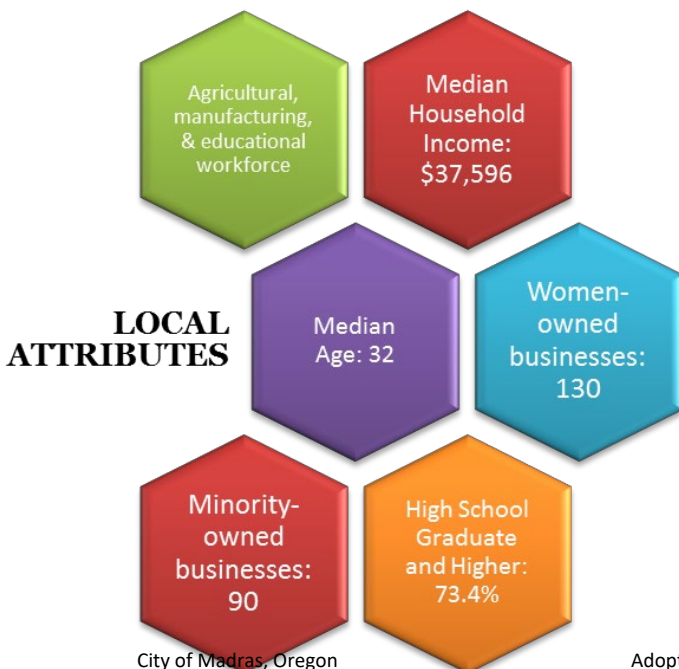 Agricultural,
manufacturing,
& educational
workforce
Median
Household
Income:
$37,596
LOCAL
ATTRIBUTES
Median
Age: 32
Women-
owned
businesses:
130
Minority-
owned
businesses:
90
High School
Graduate
and Higher:
73.4%
City of Madras, Oregon